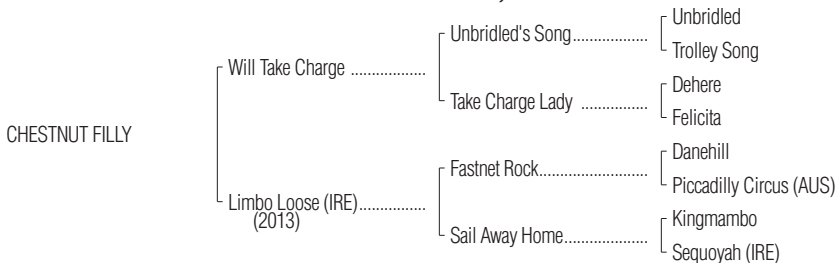 Unbridled
Unbridled's Song..................
Trolley Song
Will Take Charge ..................
Dehere
Take Charge Lady ................
Felicita
CHESTNUT FILLY
Danehill
Fastnet Rock..........................
Piccadilly Circus (AUS)
Limbo Loose (IRE)................
(2013)
Kingmambo
Sail Away Home....................
Sequoyah (IRE)